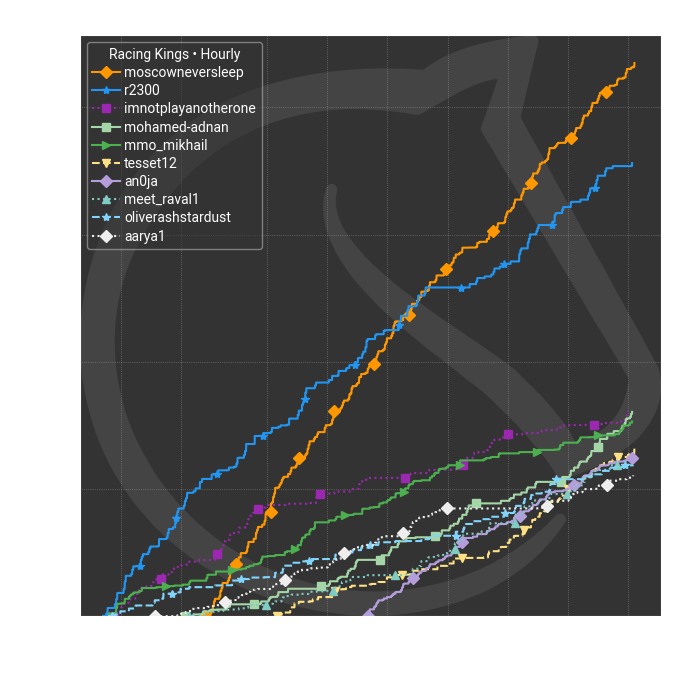 Racing Kings • Hourly
moscowneversleep
r2300
imnotplayanotherone
mohamed-adnan
mmo_mikhail
tesset12
an0ja
meet_raval1
oliverashstardust
aarya1